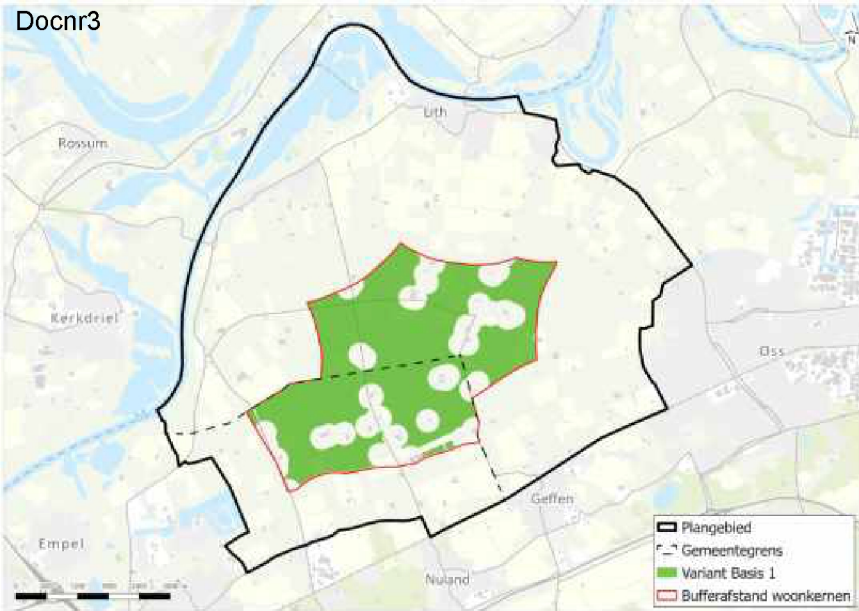 Docnr3
N
Lith
Rossum
Kerkdriel
Oss
Geffen
Empel
Nuland
Plangebied
Gemeentegrens
Variant Basis 1
Bufferafstand woonkernen